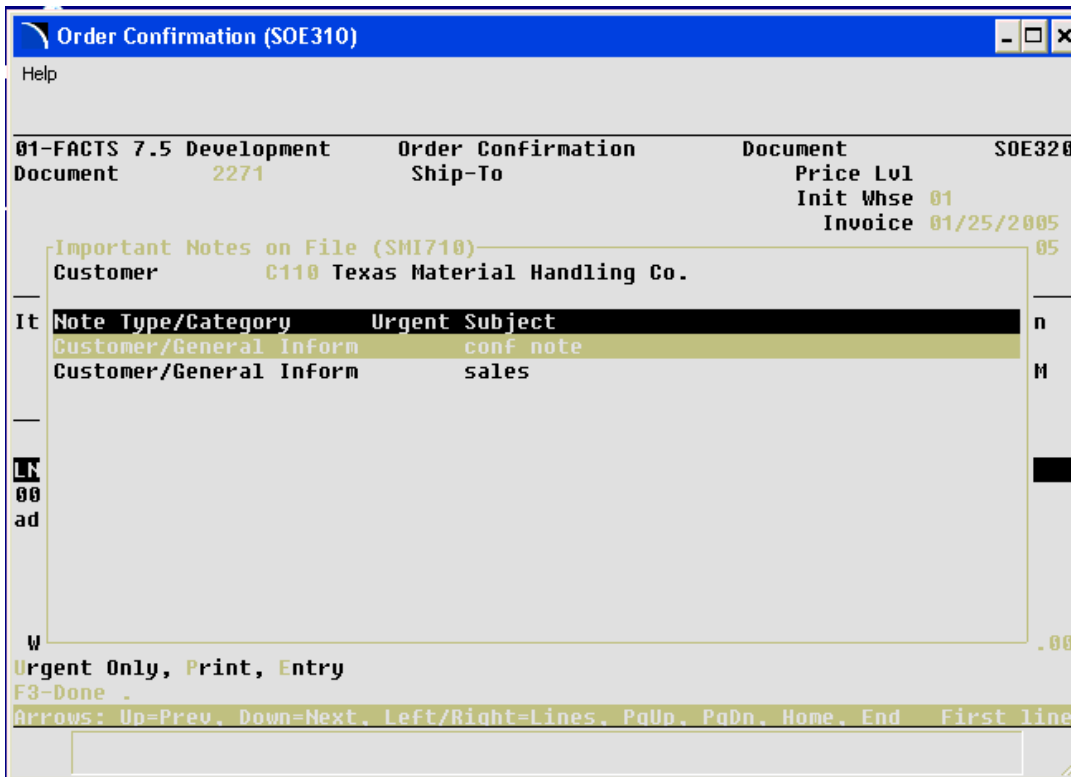 Order Confirmation (SOE310)
Help
01-FACTS 7.5 Development Order Confirmation Document SOE320
Document 2271 Ship-To Price Lvl
Init Whse 01
Invoice 01/25/2005
Important Notes on File (SMI710) 05
Customer C110 Texas Material Handling Co.
It Note Type/Category Urgent Subject n
Customer/General Inform conf note
Customer/General Inform sales M
LN
00
ad
W .00
Urgent Only, Print, Entry
F3-Done .
Arrows: Up=Prev, Down=Next, Left/Right=Lines, PgUp, PgDn, Home, End First line